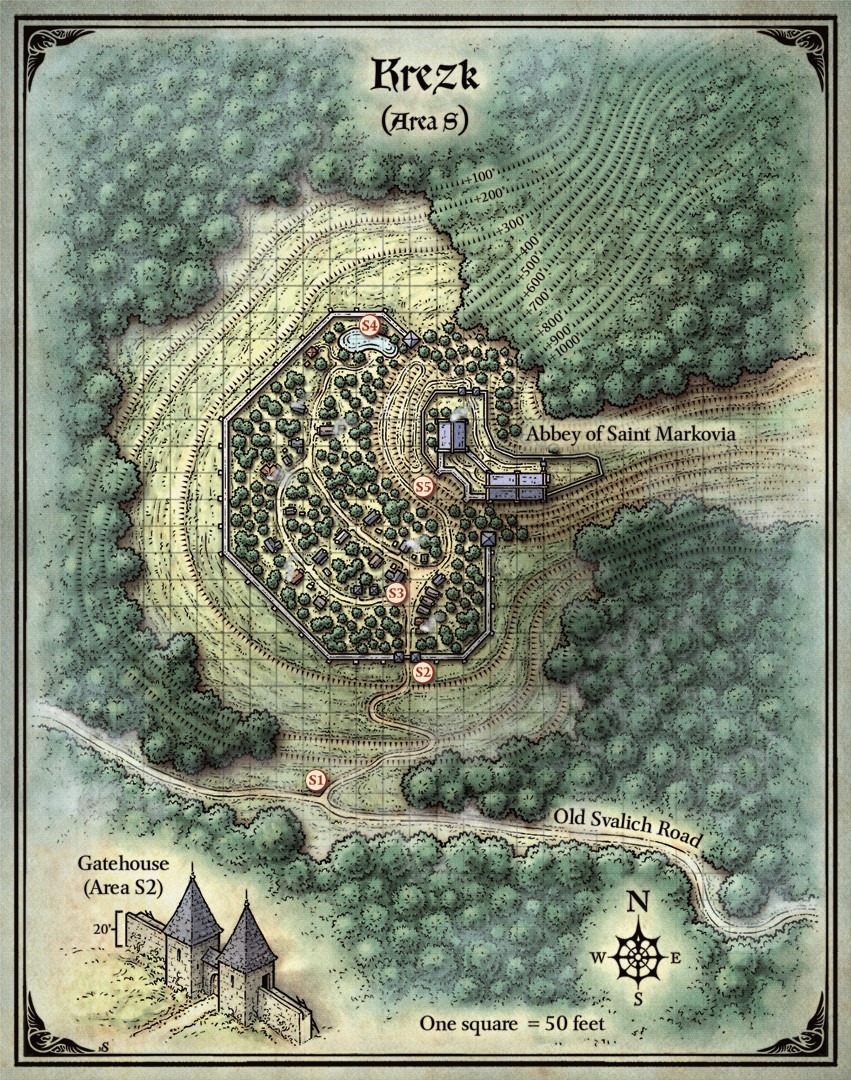 Krezk
(Area S)
+100'
+200'
+300'
+400'
+500'
+600'
+700'
+800'
+900'
+1000'
S4
Abbey of Saint Markovia
S5
S3
S2
S1
Old Svalich Road
Gatehouse
(Area S2)
20'
N
W
E
S
One square = 50 feet